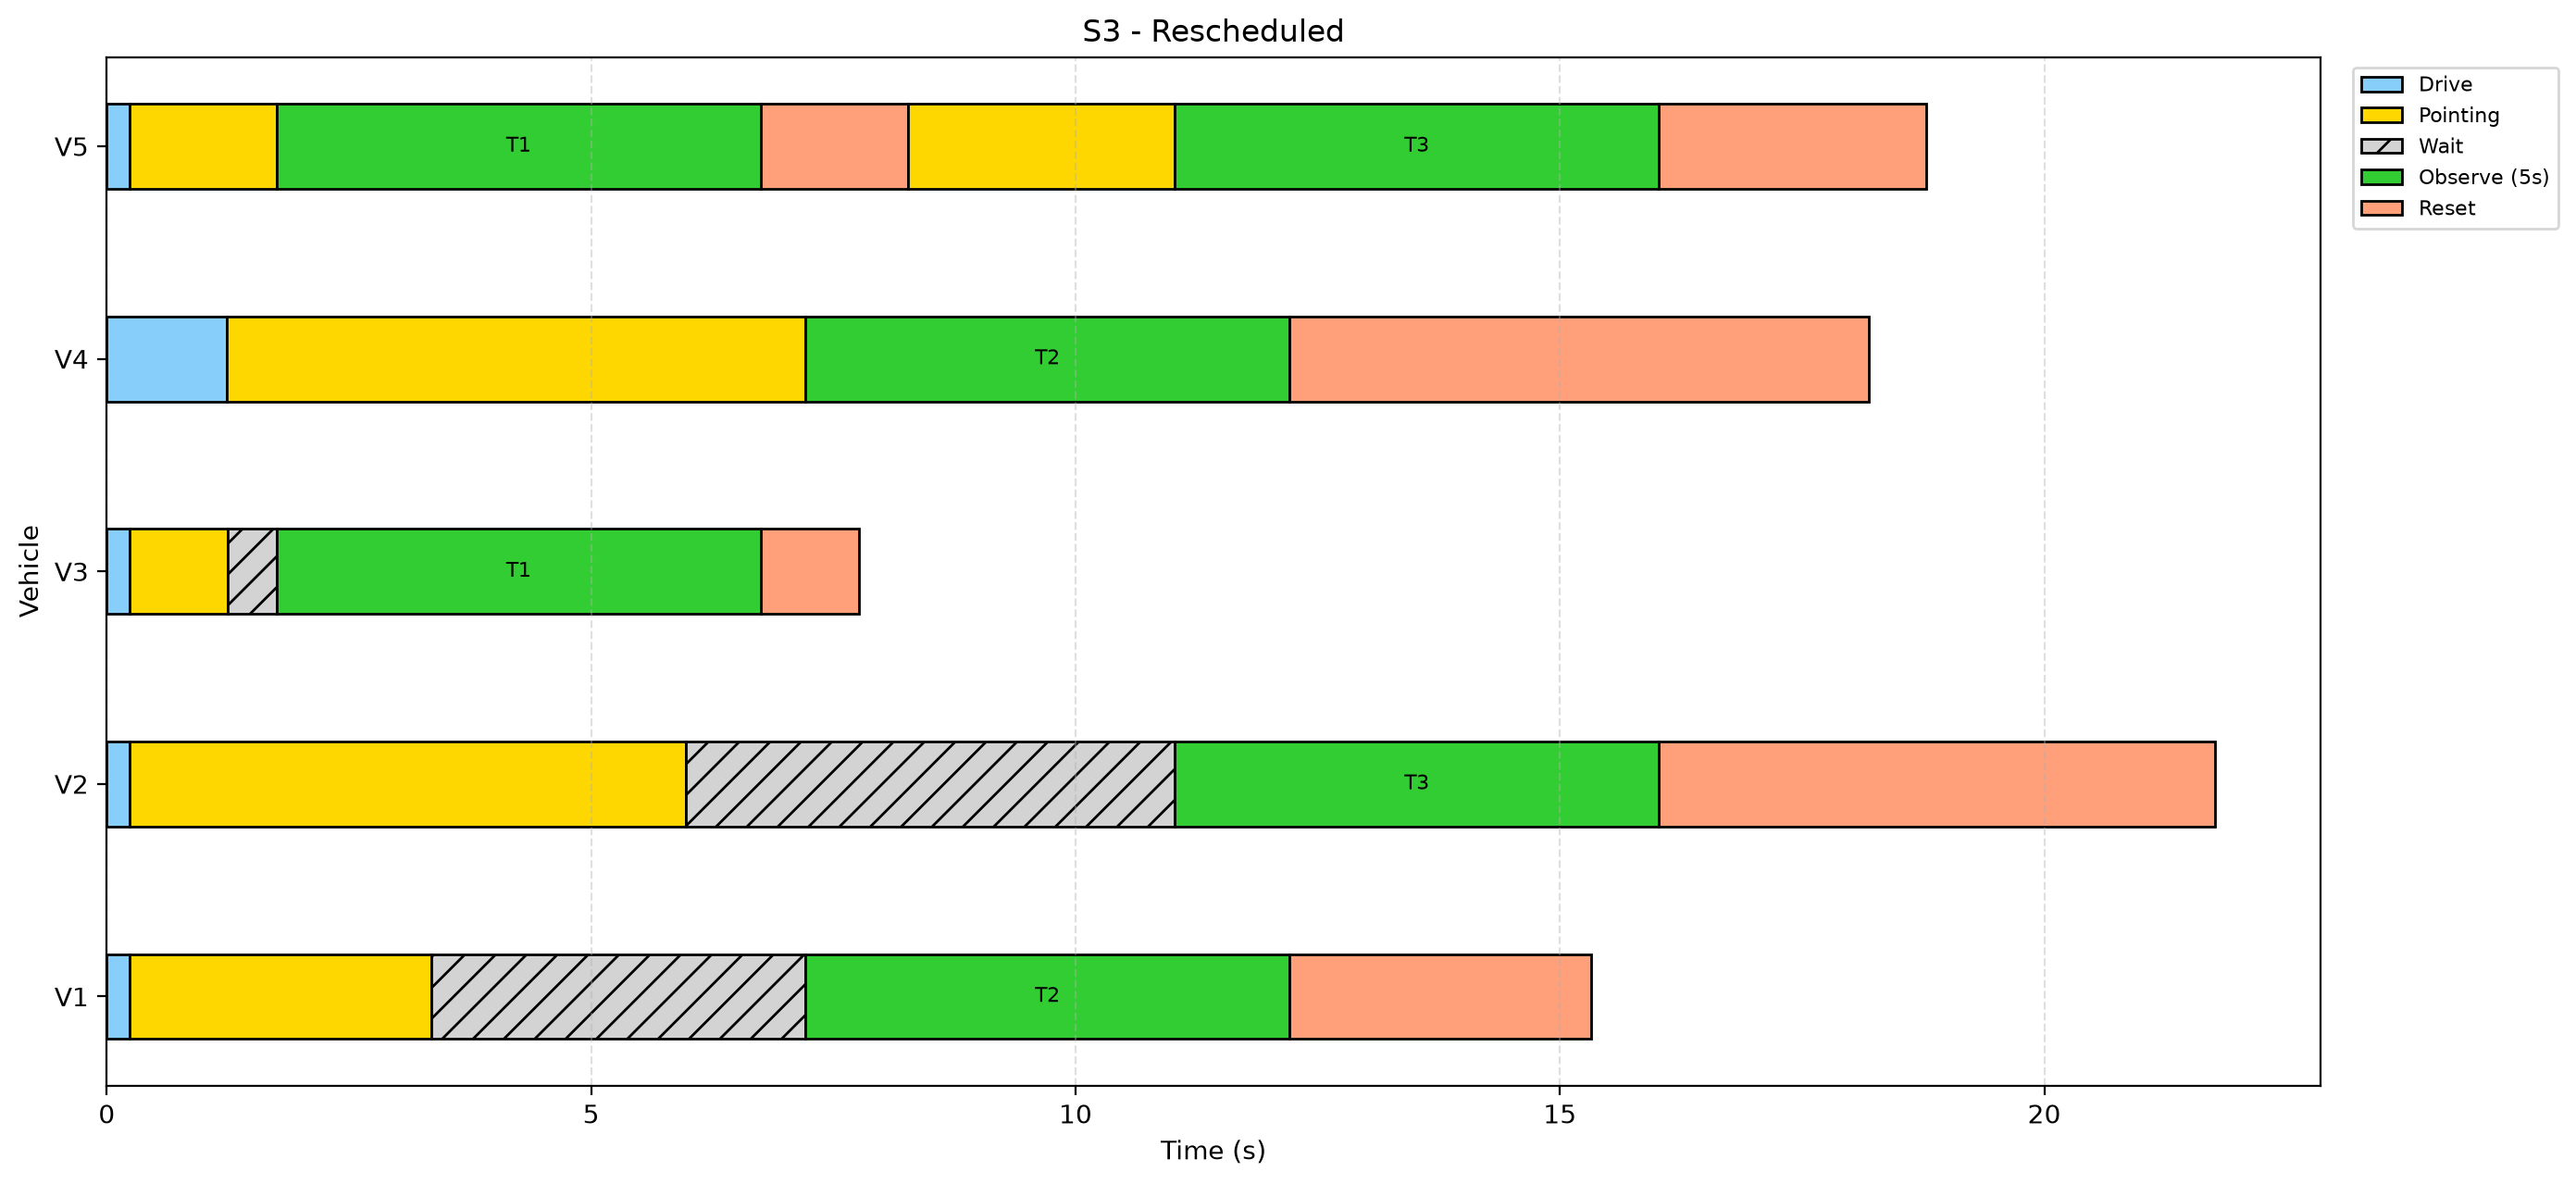 S3 - Rescheduled
Drive
Pointing
Wait
Observe (5s)
Reset
V5
T1
T3
V4
T2
V3
T1
V2
T3
V1
T2
Vehicle
0 5 10 15 20
Time (s)